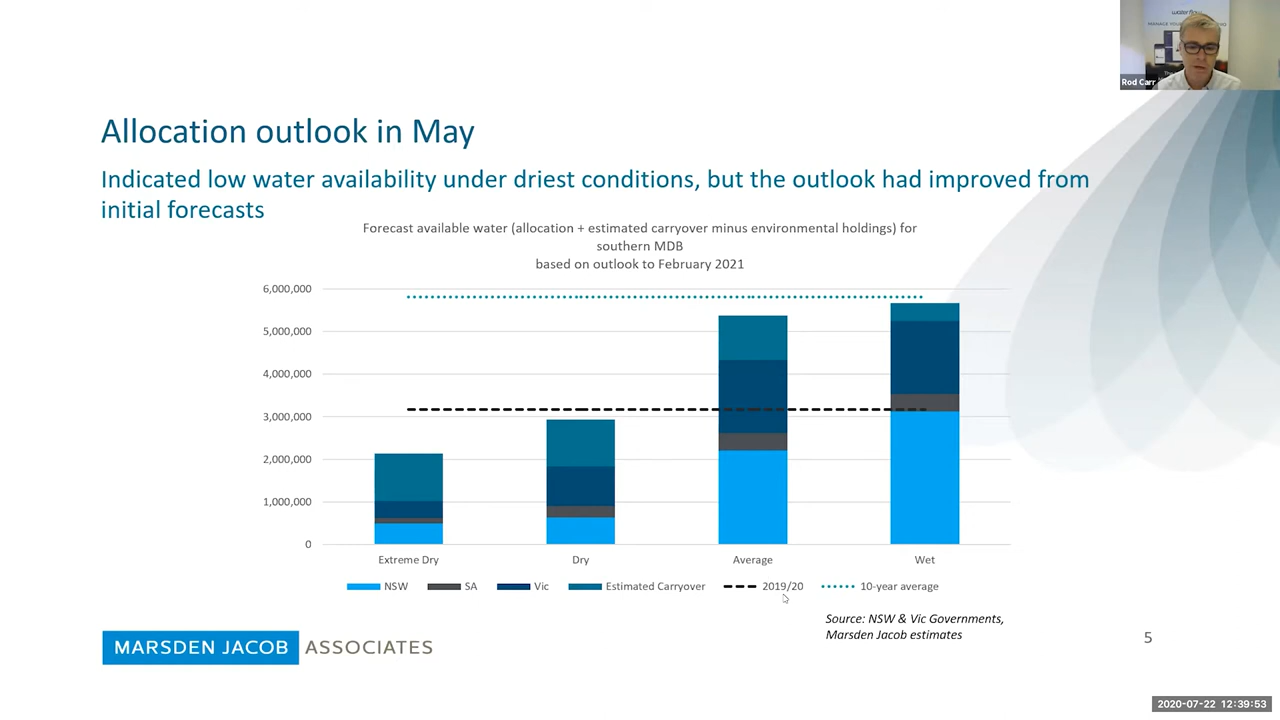 Rod Carr
Allocation outlook in May
Indicated low water availability under driest conditions, but the outlook had improved from
initial forecasts
Forecast available water (allocation + estimated carryover minus environmental holdings) for
southern MDB
based on outlook to February 2021
6,000,000
5,000,000
4,000,000
3,000,000
2,000,000
1,000,000
0
Extreme Dry Dry Average Wet
NSW SA Vic Estimated Carryover 2019/20 10-year average
Source: NSW & Vic Governments,
Marsden Jacob estimates
MARSDEN JACOB ASSOCIATES
5
2020-07-22 12:39:53